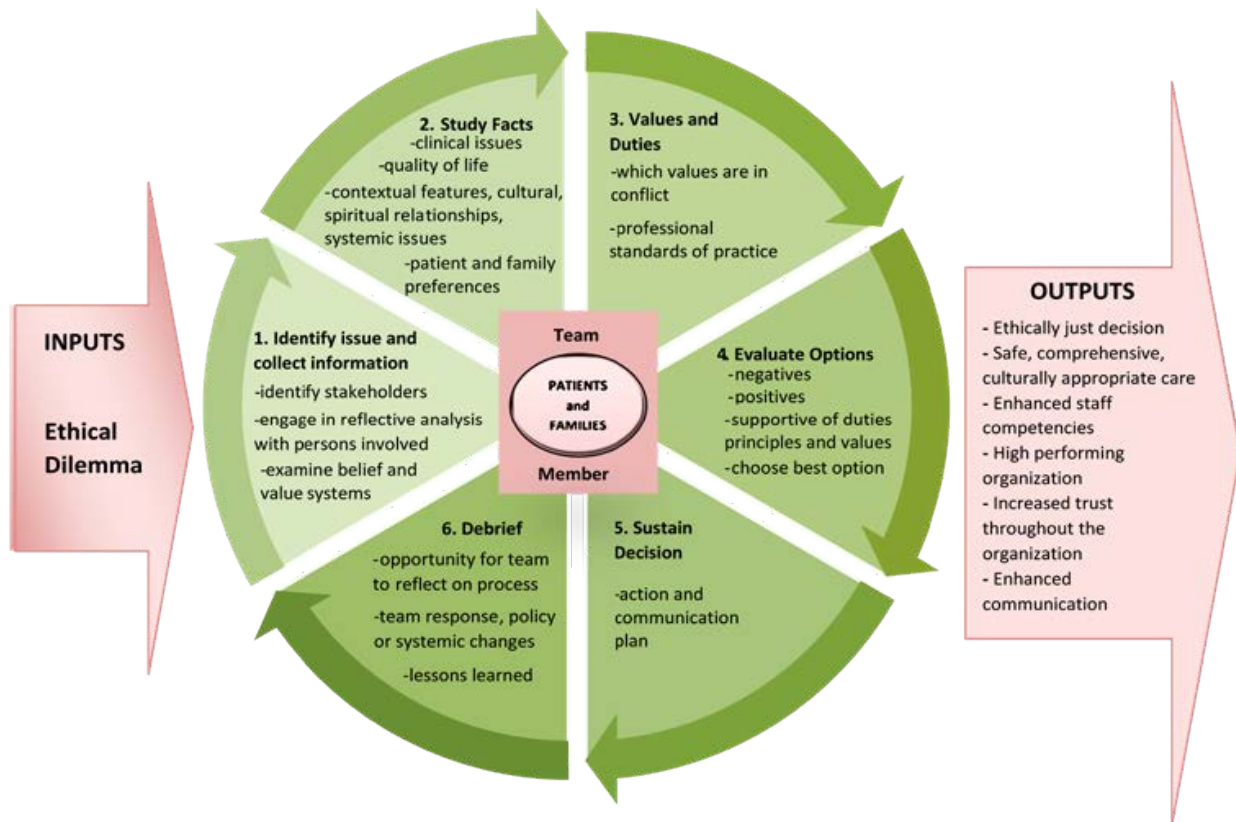 INPUTS
Ethical
Dilemma
1. Identify issue and
collect information
-identify stakeholders
-engage in reflective analysis
with persons involved
-examine belief and
value systems
2. Study Facts
-clinical issues
-quality of life
-contextual features, cultural,
spiritual relationships,
systemic issues
-patient and family
preferences
3. Values and
Duties
-which values are in
conflict
-professional
standards of practice
4. Evaluate Options
-negatives
-positives
-supportive of duties
principles and values
-choose best option
5. Sustain
Decision
-action and
communication
plan
6. Debrief
-opportunity for team
to reflect on process
-team response, policy
or systemic changes
-lessons learned
Team
PATIENTS
and
FAMILIES
Member
OUTPUTS
- Ethically just decision
- Safe, comprehensive,
culturally appropriate care
- Enhanced staff
competencies
- High performing
organization
- Increased trust
throughout the
organization
- Enhanced
communication